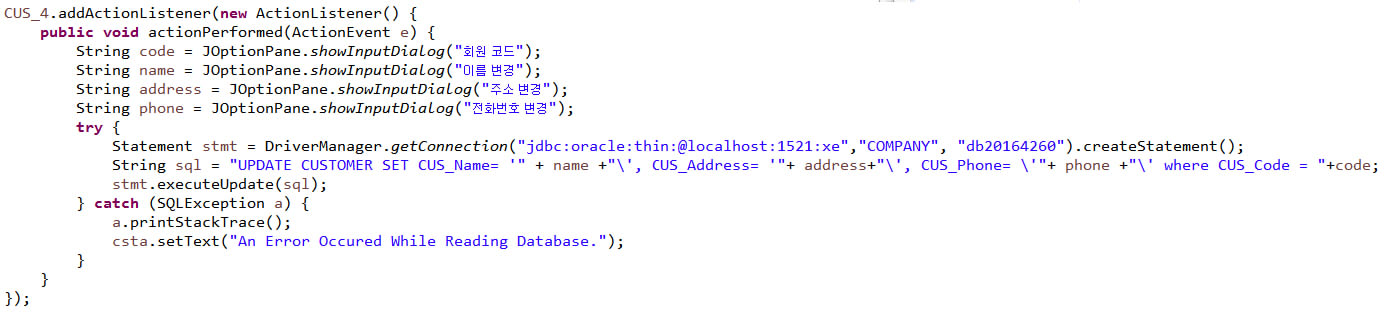 CUS_4.addActionListener(new ActionListener() {
    public void actionPerformed(ActionEvent e) {
        String code = JOptionPane.showInputDialog("회원 코드");
        String name = JOptionPane.showInputDialog("이름 변경");
        String address = JOptionPane.showInputDialog("주소 변경");
        String phone = JOptionPane.showInputDialog("전화번호 변경");
        try {
            Statement stmt = DriverManager.getConnection("jdbc:oracle:thin:@localhost:1521:xe","COMPANY", "db20164260").createStatement();
            String sql = "UPDATE CUSTOMER SET CUS_Name= '" + name +"\', CUS_Address= '"+ address+"\', CUS_Phone= \'"+ phone +"\' where CUS_Code = "+code;
            stmt.executeUpdate(sql);
        } catch (SQLException a) {
            a.printStackTrace();
            csta.setText("An Error Occured While Reading Database.");
        }
    }
});